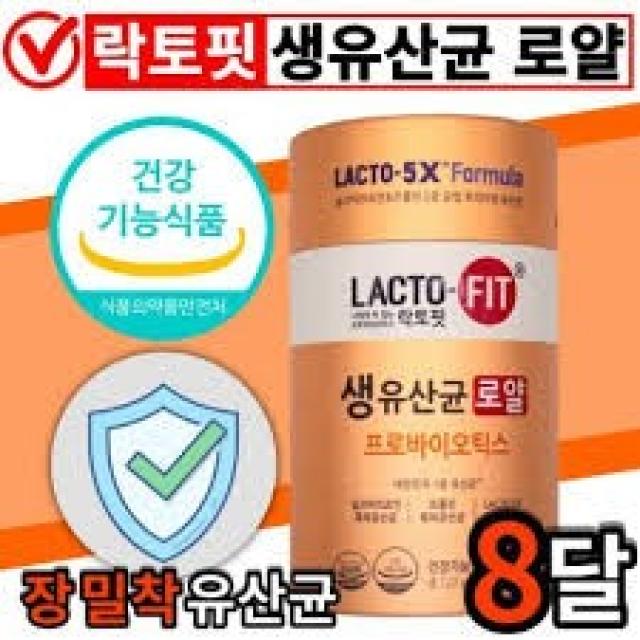 락토핏 생유산균 로얄
건강
기능식품
식품의약품안전처
LACTO-5X™ Formula
LACTO-FIT®
락토핏
생유산균 로얄
프로바이오틱스
8달
장 밀착 유산균